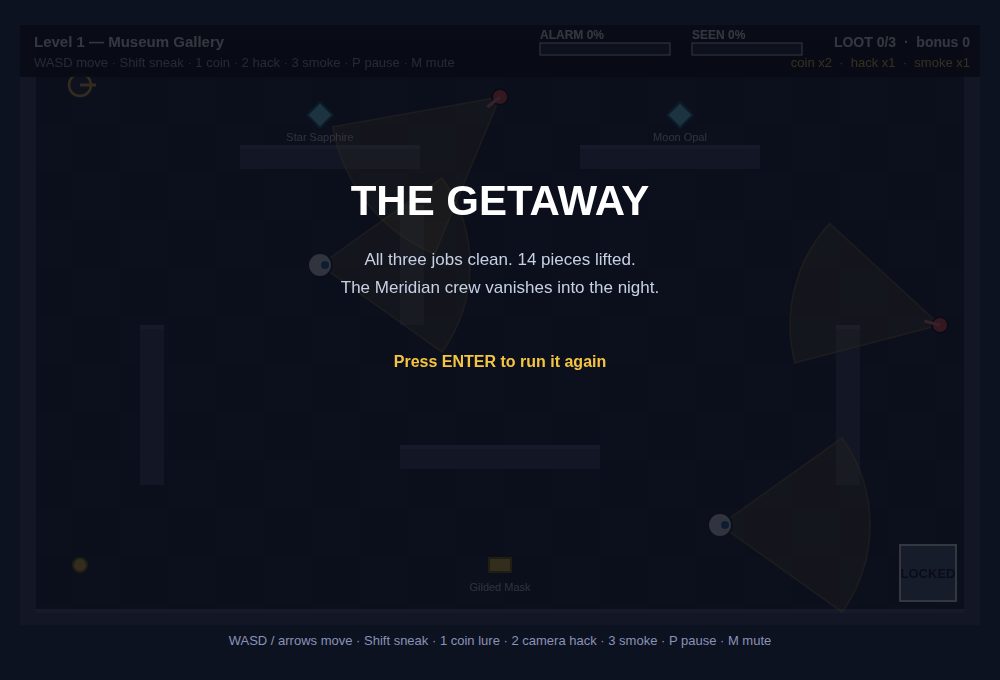 Level 1 — Museum Gallery
ALARM 0%
SEEN 0%
LOOT 0/3 · bonus 0
WASD move · Shift sneak · 1 coin · 2 hack · 3 smoke · P pause · M mute
coin x2 · hack x1 · smoke x1
Star Sapphire
Moon Opal
THE GETAWAY
All three jobs clean. 14 pieces lifted.
The Meridian crew vanishes into the night.
Press ENTER to run it again
LOCKED
Gilded Mask
WASD / arrows move · Shift sneak · 1 coin lure · 2 camera hack · 3 smoke · P pause · M mute